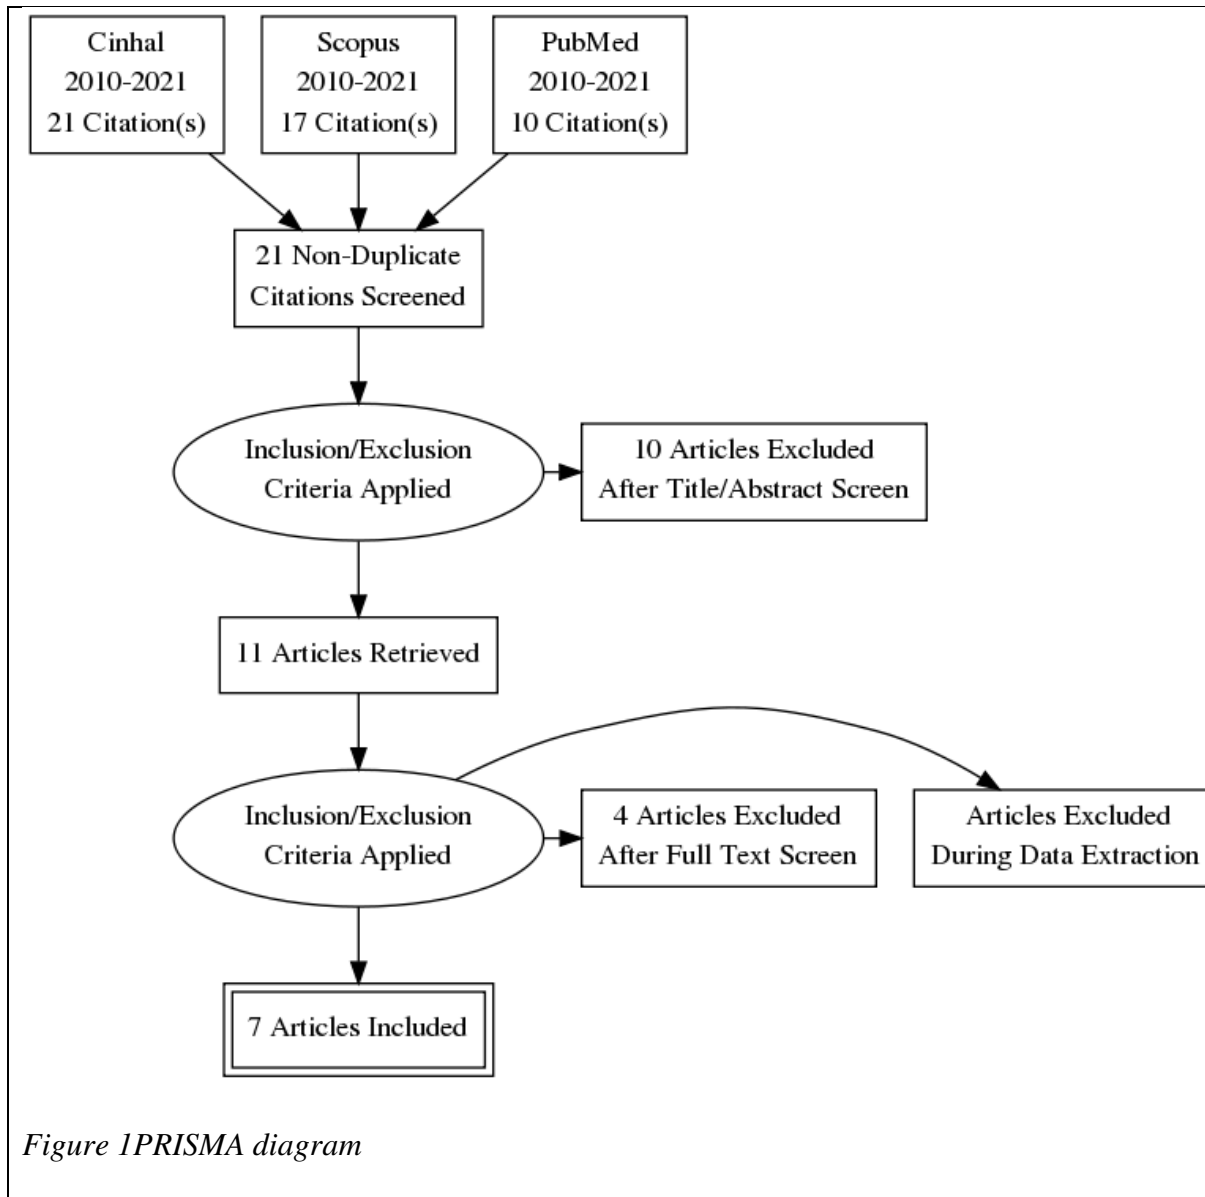 Cinhal
2010-2021
21 Citation(s)
Scopus
2010-2021
17 Citation(s)
PubMed
2010-2021
10 Citation(s)
21 Non-Duplicate
Citations Screened
Inclusion/Exclusion
Criteria Applied
10 Articles Excluded
After Title/Abstract Screen
11 Articles Retrieved
Inclusion/Exclusion
Criteria Applied
4 Articles Excluded
After Full Text Screen
Articles Excluded
During Data Extraction
7 Articles Included
Figure 1PRISMA diagram